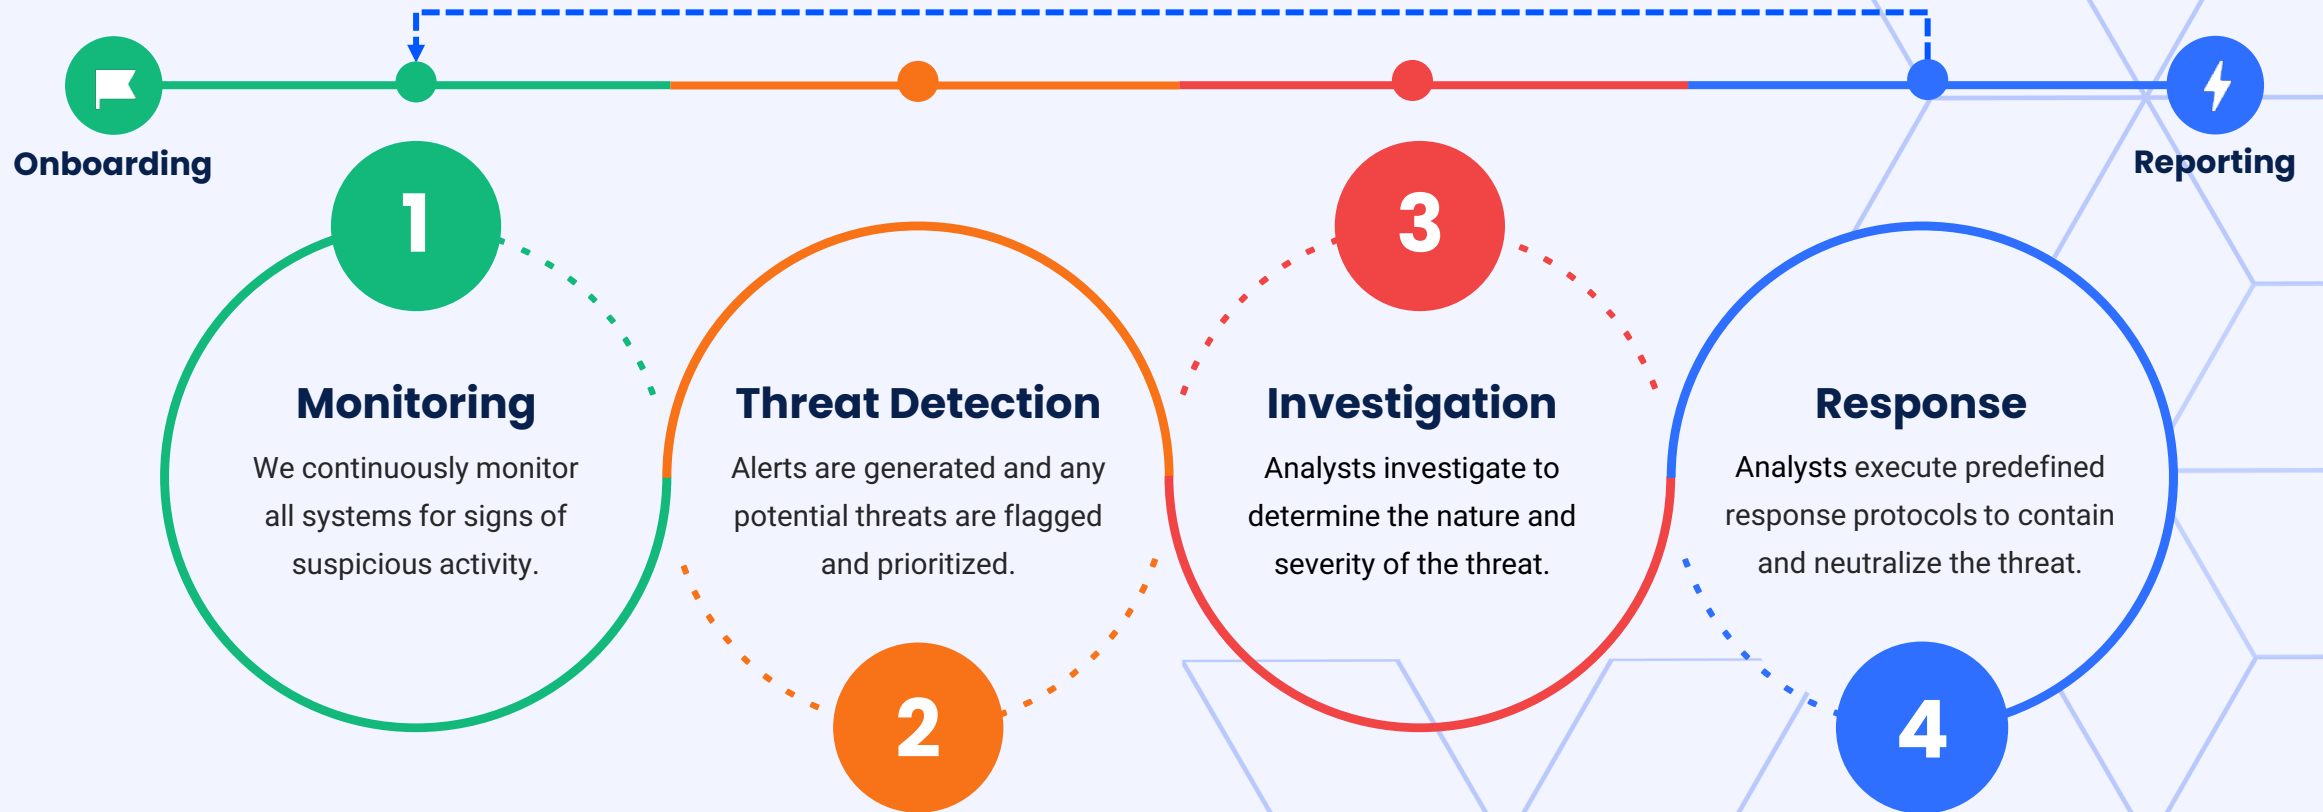 Onboarding
Reporting
1
Monitoring
We continuously monitor
all systems for signs of
suspicious activity.
2
Threat Detection
Alerts are generated and any
potential threats are flagged
and prioritized.
3
Investigation
Analysts investigate to
determine the nature and
severity of the threat.
4
Response
Analysts execute predefined
response protocols to contain
and neutralize the threat.